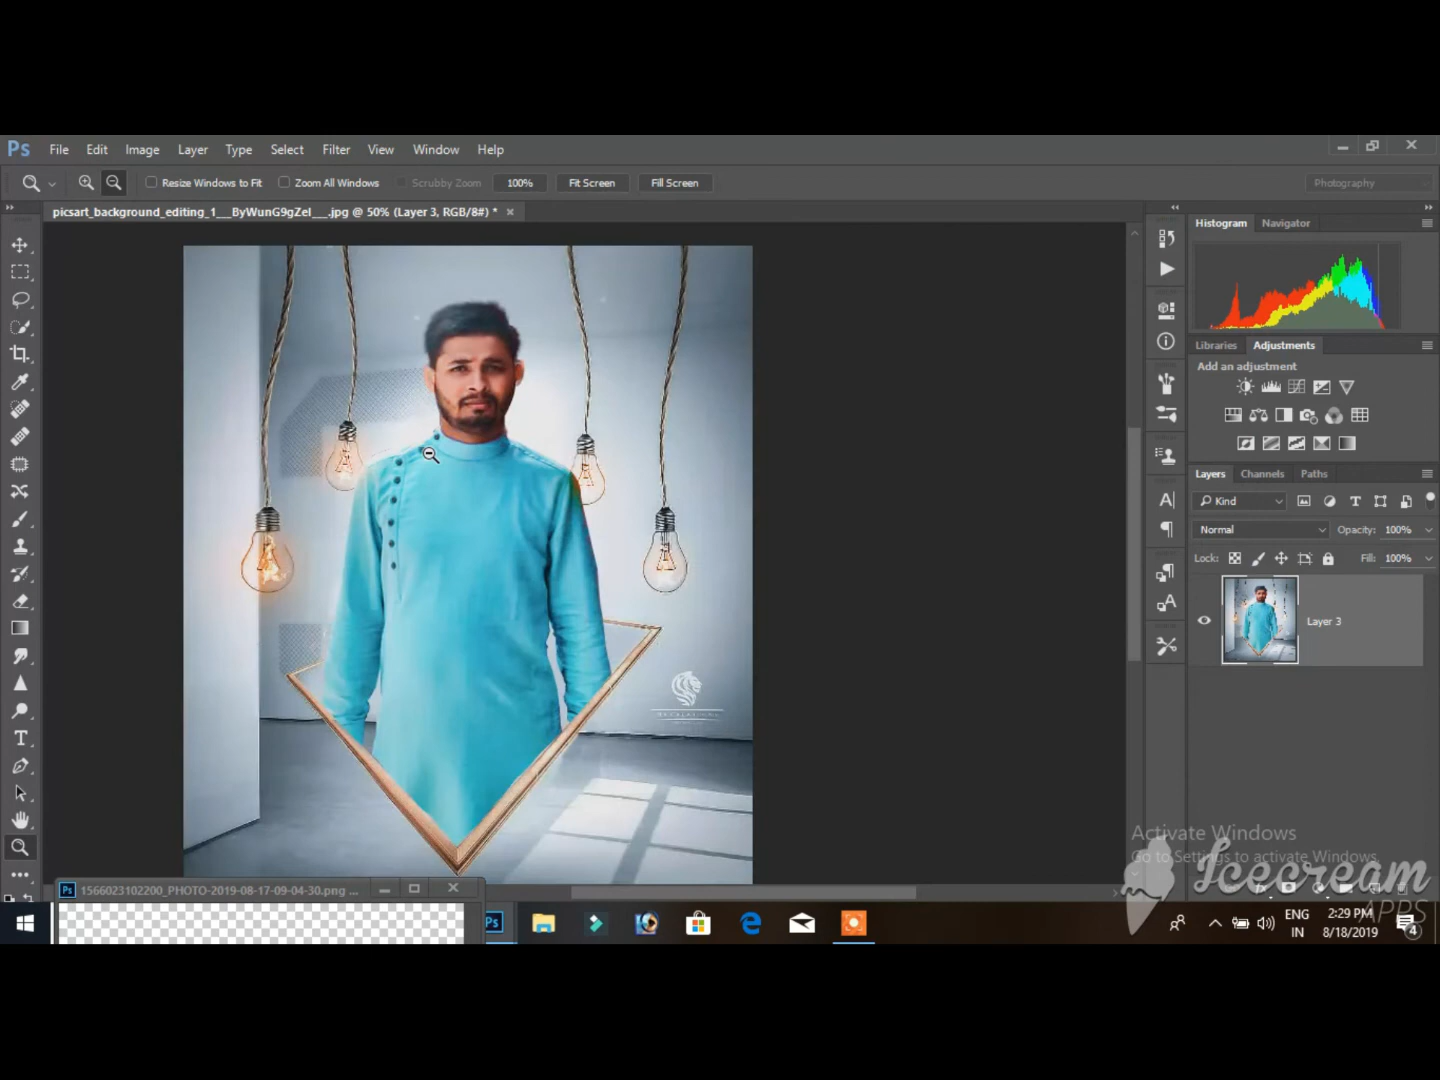 Ps File Edit Image Layer Type Select Filter View Window Help
Resize Windows to Fit Zoom All Windows Scrubby Zoom 100% Fit Screen Fill Screen Photography
picsart_background_editing_1___ByWunG9gZel___.jpg @ 50% (Layer 3, RGB/8#) *
Histogram Navigator
Libraries Adjustments
Add an adjustment
Layers Channels Paths
Kind
Normal Opacity: 100%
Lock: Fill: 100%
Layer 3
Activate Windows
Go to Settings to activate Windows.
Icecream
APPS
Ps 1566023102200_PHOTO-2019-08-17-09-04-30.png ...
Ps
ENG
IN
2:29 PM
8/18/2019
4